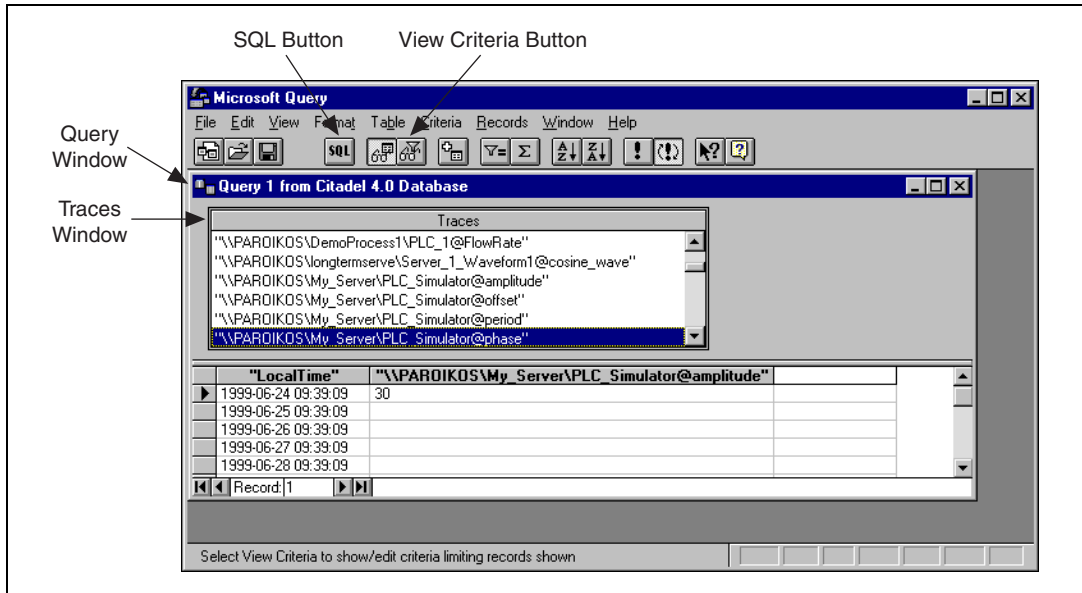 SQL Button
View Criteria Button
Microsoft Query
File Edit View Format Table Criteria Records Window Help
Query Window
SQL
Query 1 from Citadel 4.0 Database
Traces Window
Traces
"\\PAROIKOS\DemoProcess1\PLC_1@FlowRate"
"\\PAROIKOS\longtermserve\Server_1_Waveform1@cosine_wave"
"\\PAROIKOS\My_Server\PLC_Simulator@amplitude"
"\\PAROIKOS\My_Server\PLC_Simulator@offset"
"\\PAROIKOS\My_Server\PLC_Simulator@period"
"\\PAROIKOS\My_Server\PLC_Simulator@phase"
"LocalTime" "\\PAROIKOS\My_Server\PLC_Simulator@amplitude"
1999-06-24 09:39:09 30
1999-06-25 09:39:09
1999-06-26 09:39:09
1999-06-27 09:39:09
1999-06-28 09:39:09
Record: 1
Select View Criteria to show/edit criteria limiting records shown